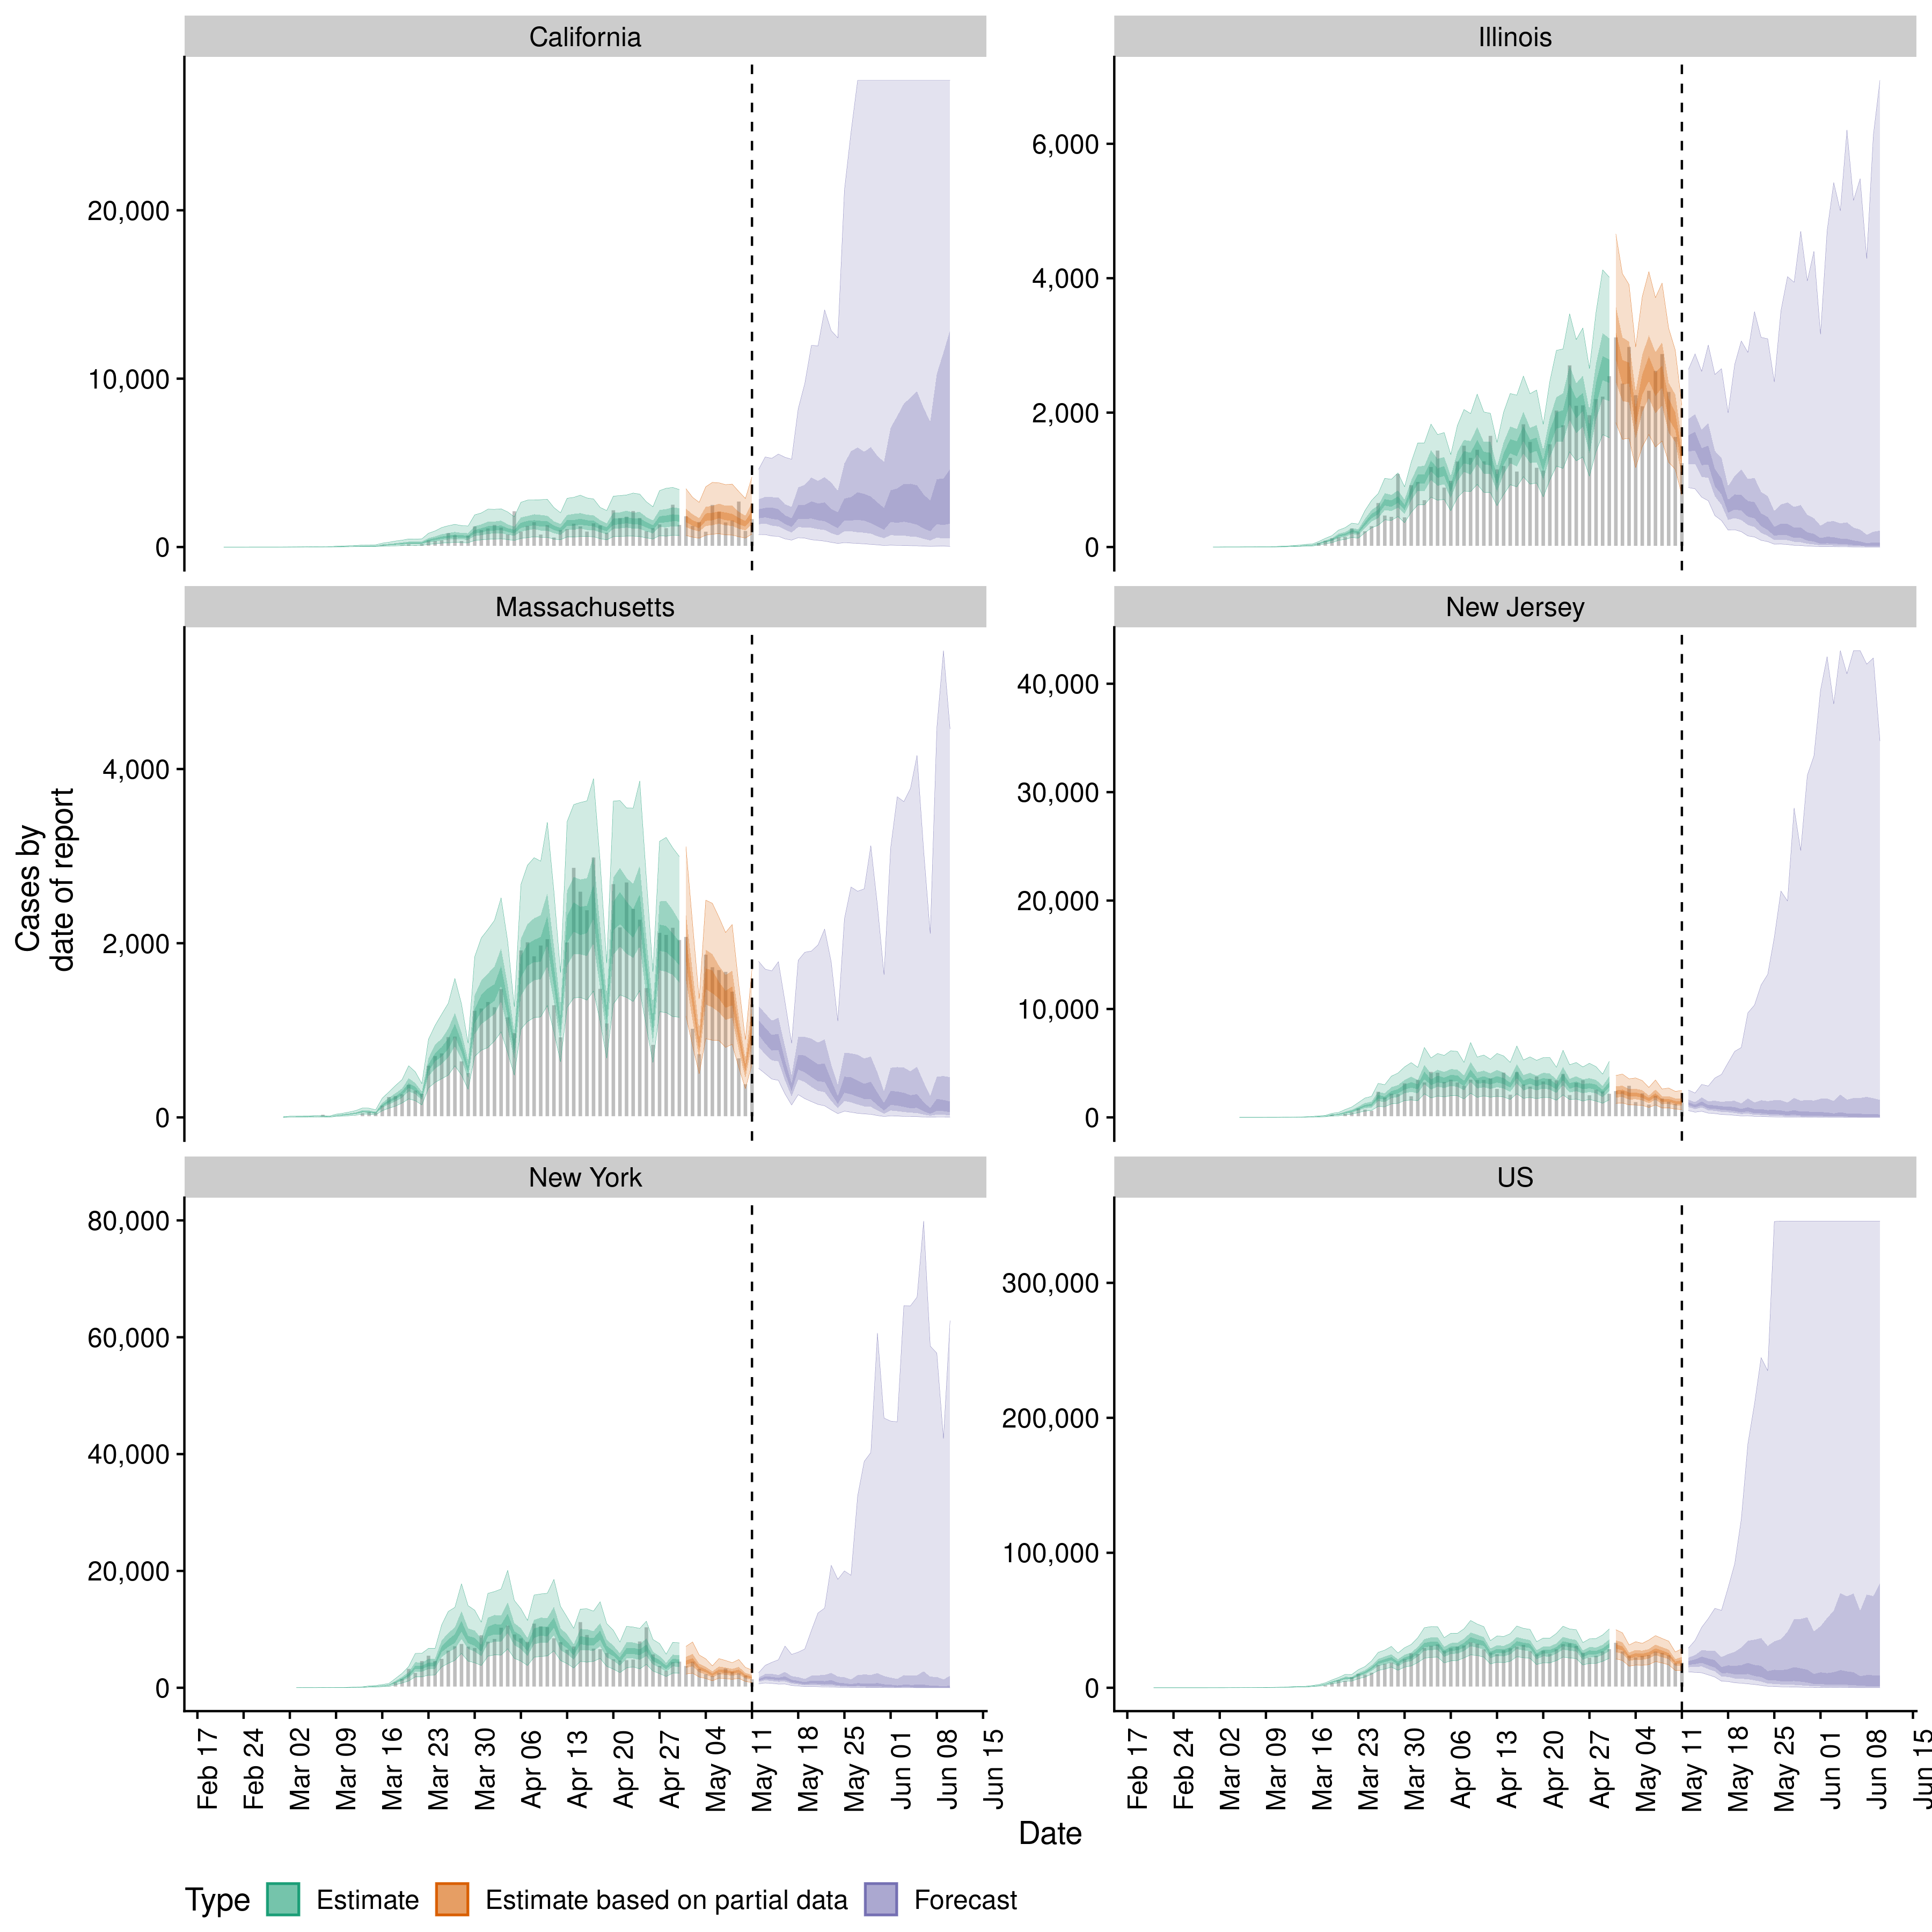 California
Illinois
20,000
10,000
0
6,000
4,000
2,000
0
Massachusetts
New Jersey
4,000
2,000
0
40,000
30,000
20,000
10,000
0
Cases by
date of report
New York
US
80,000
60,000
40,000
20,000
0
300,000
200,000
100,000
0
Feb 17
Feb 24
Mar 02
Mar 09
Mar 16
Mar 23
Mar 30
Apr 06
Apr 13
Apr 20
Apr 27
May 04
May 11
May 18
May 25
Jun 01
Jun 08
Jun 15
Feb 17
Feb 24
Mar 02
Mar 09
Mar 16
Mar 23
Mar 30
Apr 06
Apr 13
Apr 20
Apr 27
May 04
May 11
May 18
May 25
Jun 01
Jun 08
Jun 15
Date
Type Estimate Estimate based on partial data Forecast